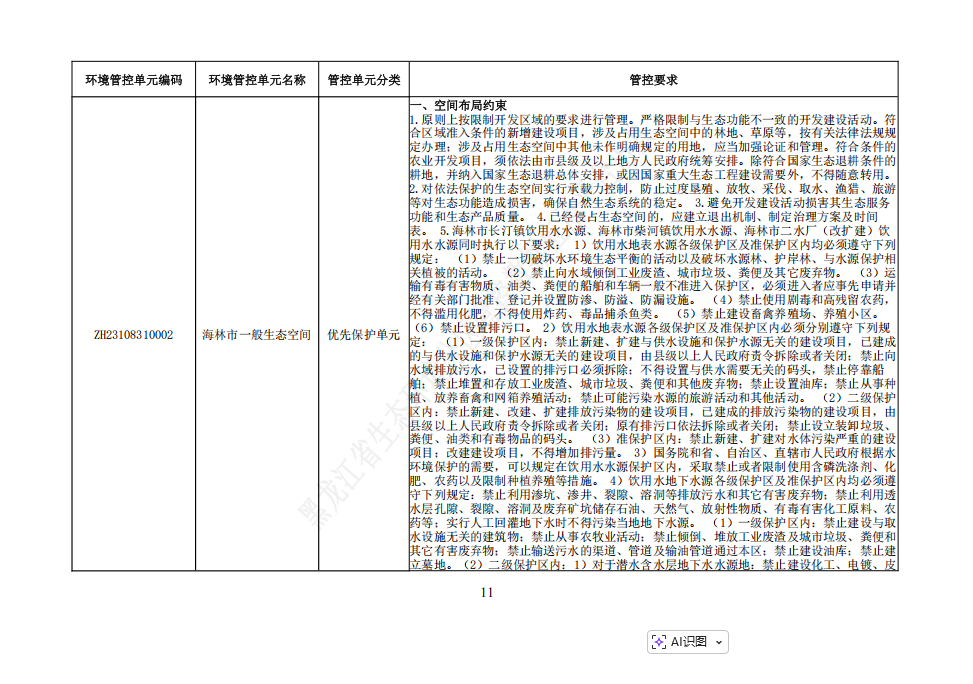 环境管控单元编码 环境管控单元名称 管控单元分类 管控要求
ZH23108310002 海林市一般生态空间 优先保护单元
一、空间布局约束
1.原则上按限制开发区域的要求进行管理。严格限制与生态功能不一致的开发建设活动。符
合区域准入条件的新增建设项目，涉及占用生态空间中的林地、草原等，按有关法律法规规
定办理；涉及占用生态空间中其他未作明确规定的用地，应当加强论证和管理。符合条件的
农业开发项目，须依法由市县级及以上地方人民政府统筹安排。除符合国家生态退耕条件的
耕地，并纳入国家生态退耕总体安排，或因国家重大生态工程建设需要外，不得随意转用。
2.对依法保护的生态空间实行承载力控制，防止过度垦殖、放牧、采伐、取水、渔猎、旅游
等对生态功能造成损害，确保自然生态系统的稳定。 3.避免开发建设活动损害其生态服务
功能和生态产品质量。 4.已经侵占生态空间的，应建立退出机制、制定治理方案及时间
表。 5.海林市长汀镇饮用水水源、海林市柴河镇饮用水水源、海林市二水厂（改扩建）饮
用水水源同时执行以下要求： 1）饮用水地表水源各级保护区及准保护区内均必须遵守下列
规定： （1）禁止一切破坏水环境生态平衡的活动以及破坏水源林、护岸林、与水源保护相
关植被的活动。 （2）禁止向水域倾倒工业废渣、城市垃圾、粪便及其它废弃物。 （3）运
输有毒有害物质、油类、粪便的船舶和车辆一般不准进入保护区，必须进入者应事先申请并
经有关部门批准、登记并设置防渗、防溢、防漏设施。 （4）禁止使用剧毒和高残留农药，
不得滥用化肥，不得使用炸药、毒品捕杀鱼类。 （5）禁止建设畜禽养殖场、养殖小区。
（6）禁止设置排污口。 2）饮用水地表水源各级保护区及准保护区内必须分别遵守下列规
定： （1）一级保护区内：禁止新建、扩建与供水设施和保护水源无关的建设项目，已建成
的与供水设施和保护水源无关的建设项目，由县级以上人民政府责令拆除或者关闭；禁止向
水域排放污水，已设置的排污口必须拆除；不得设置与供水需要无关的码头，禁止停靠船
舶；禁止堆置和存放工业废渣、城市垃圾、粪便和其他废弃物；禁止设置油库；禁止从事种
植、放养畜禽和网箱养殖活动；禁止可能污染水源的旅游活动和其他活动。 （2）二级保护
区内：禁止新建、改建、扩建排放污染物的建设项目，已建成的排放污染物的建设项目，由
县级以上人民政府责令拆除或者关闭；原有排污口依法拆除或者关闭；禁止设立装卸垃圾、
粪便、油类和有毒物品的码头。 （3）准保护区内：禁止新建、扩建对水体污染严重的建设
项目；改建建设项目，不得增加排污量。 3）国务院和省、自治区、直辖市人民政府根据水
环境保护的需要，可以规定在饮用水水源保护区内，采取禁止或者限制使用含磷洗涤剂、化
肥、农药以及限制种植养殖等措施。 4）饮用水地下水源各级保护区及准保护区内均必须遵
守下列规定：禁止利用渗坑、渗井、裂隙、溶洞等排放污水和其它有害废弃物；禁止利用透
水层孔隙、裂隙、溶洞及废弃矿坑储存石油、天然气、放射性物质、有毒有害化工原料、农
药等；实行人工回灌地下水时不得污染当地地下水源。 （1）一级保护区内：禁止建设与取
水设施无关的建筑物；禁止从事农牧业活动；禁止倾倒、堆放工业废渣及城市垃圾、粪便和
其它有害废弃物；禁止输送污水的渠道、管道及输油管道通过本区；禁止建设油库；禁止建
立墓地。（2）二级保护区内：1）对于潜水含水层地下水水源地：禁止建设化工、电镀、皮
黑龙江省生态
11
AI识图